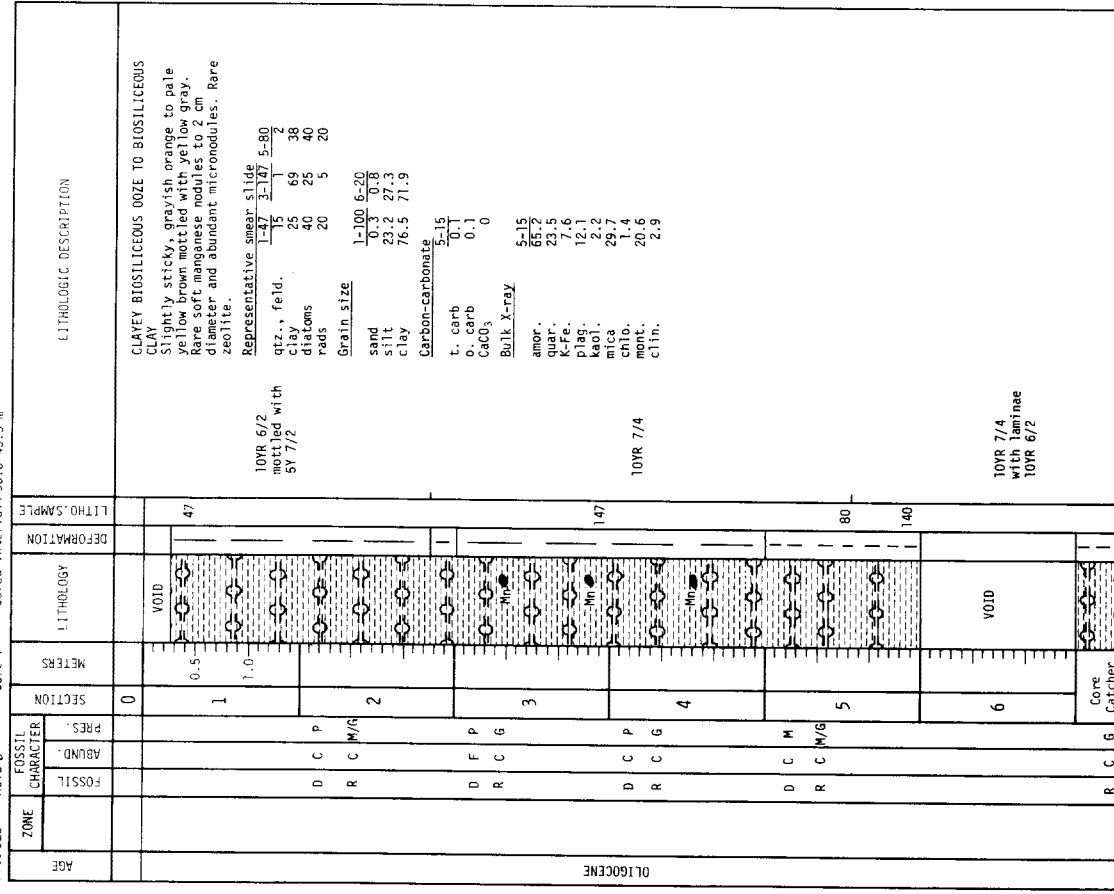 AGE
ZONE
FOSSIL CHARACTER
FOSSIL
ABUND.
PRES.
SECTION
METERS
LITHOLOGY
DEFORMATION
LITHO.SAMPLE
LITHOLOGIC DESCRIPTION
OLIGOCENE
0
1
0.5
1.0
VOID
47
D C P
R C M/G
2
D F P
R C G
3
Mn
Mn
147
D C P
R C G
4
Mn
D C M
R C M/G
5
80
140
6
VOID
R C G
Core
Catcher
10YR 6/2
mottled with
5Y 7/2
10YR 7/4
10YR 7/4
with laminae
10YR 6/2
CLAYEY BIOSILICEOUS OOZE TO BIOSILICEOUS
CLAY
Slightly sticky, grayish orange to pale
yellow brown mottled with yellow gray.
Rare soft manganese nodules to 2 cm
diameter and abundant micronodules. Rare
zeolite.
Representative smear slide
1-47 3-147 5-80
qtz., feld. 15 1 2
clay 25 69 38
diatoms 40 25 40
rads 20 5 20
Grain size
1-100 6-20
sand 0.3 0.8
silt 23.2 27.3
clay 76.5 71.9
Carbon-carbonate
5-15
t. carb 0.1
o. carb 0.1
CaCO3 0
Bulk X-ray
5-15
amor. 65.2
quar. 23.5
K-Fe. 7.6
plag. 12.1
kaol. 2.2
mica 29.7
chlo. 1.4
mont. 20.6
clin. 2.9